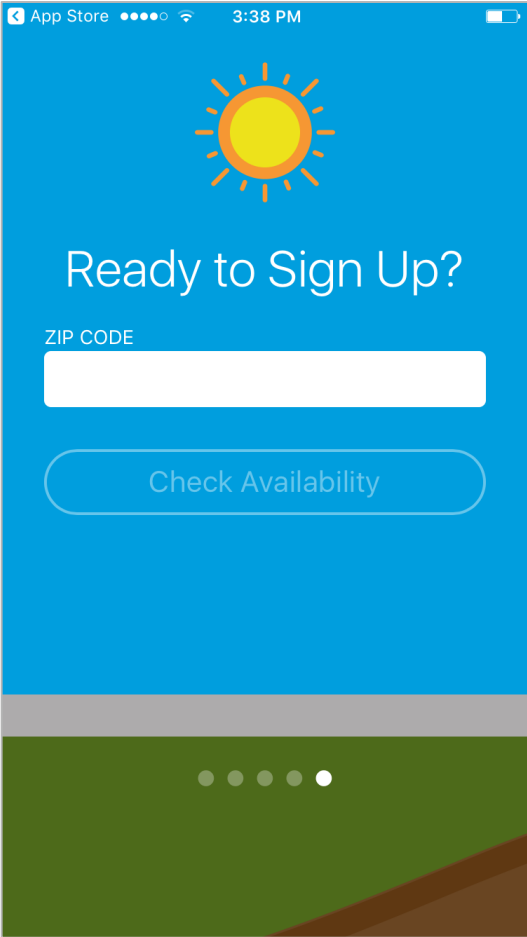 App Store 3:38 PM
Ready to Sign Up?
ZIP CODE
Check Availability